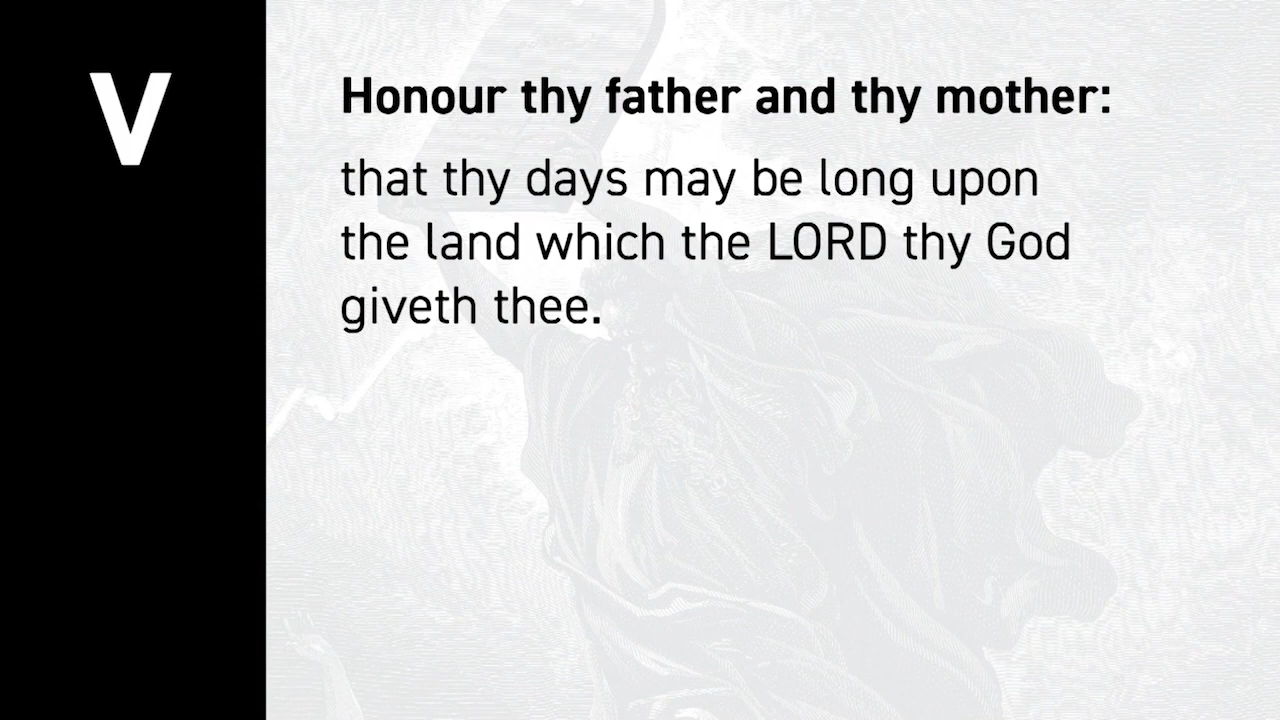 V
Honour thy father and thy mother:
that thy days may be long upon
the land which the LORD thy God
giveth thee.